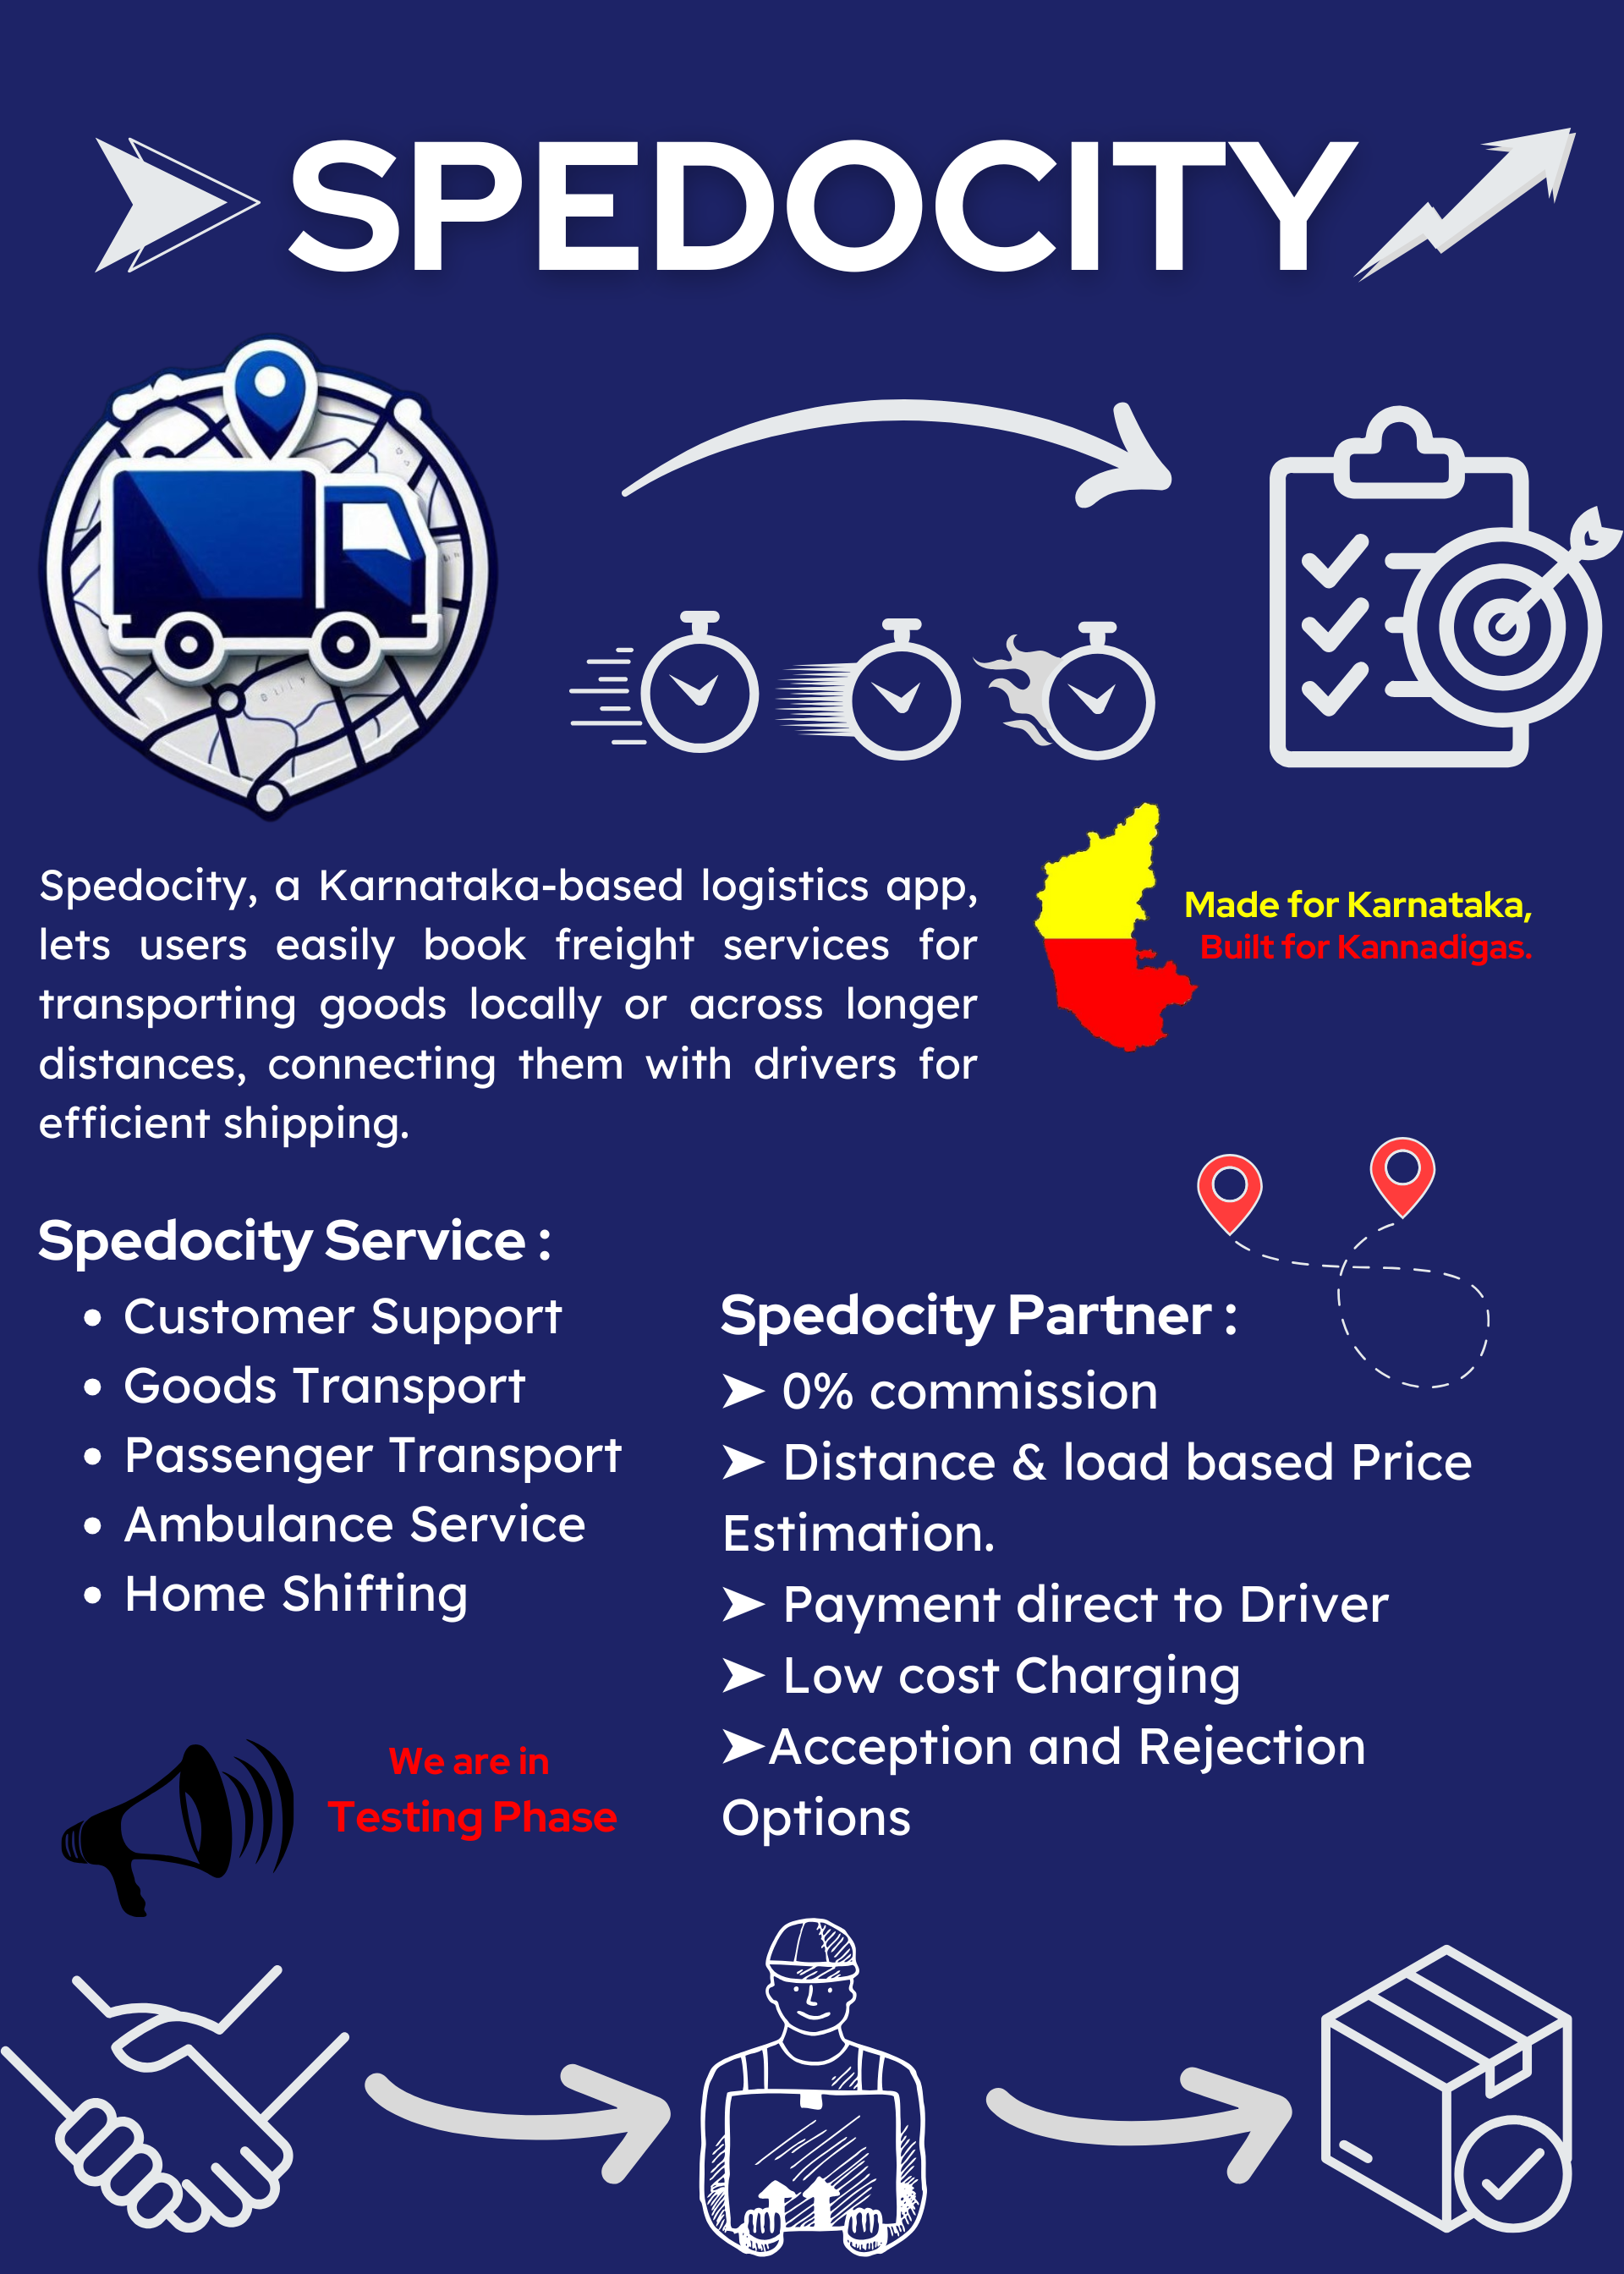 SPEDOCITY
Spedocity, a Karnataka-based logistics app,
lets users easily book freight services for
transporting goods locally or across longer
distances, connecting them with drivers for
efficient shipping.
Made for Karnataka,
Built for Kannadigas.
Spedocity Service :
• Customer Support
• Goods Transport
• Passenger Transport
• Ambulance Service
• Home Shifting
Spedocity Partner :
➤ 0% commission
➤ Distance & load based Price
Estimation.
➤ Payment direct to Driver
➤ Low cost Charging
➤Acception and Rejection
Options
We are in
Testing Phase